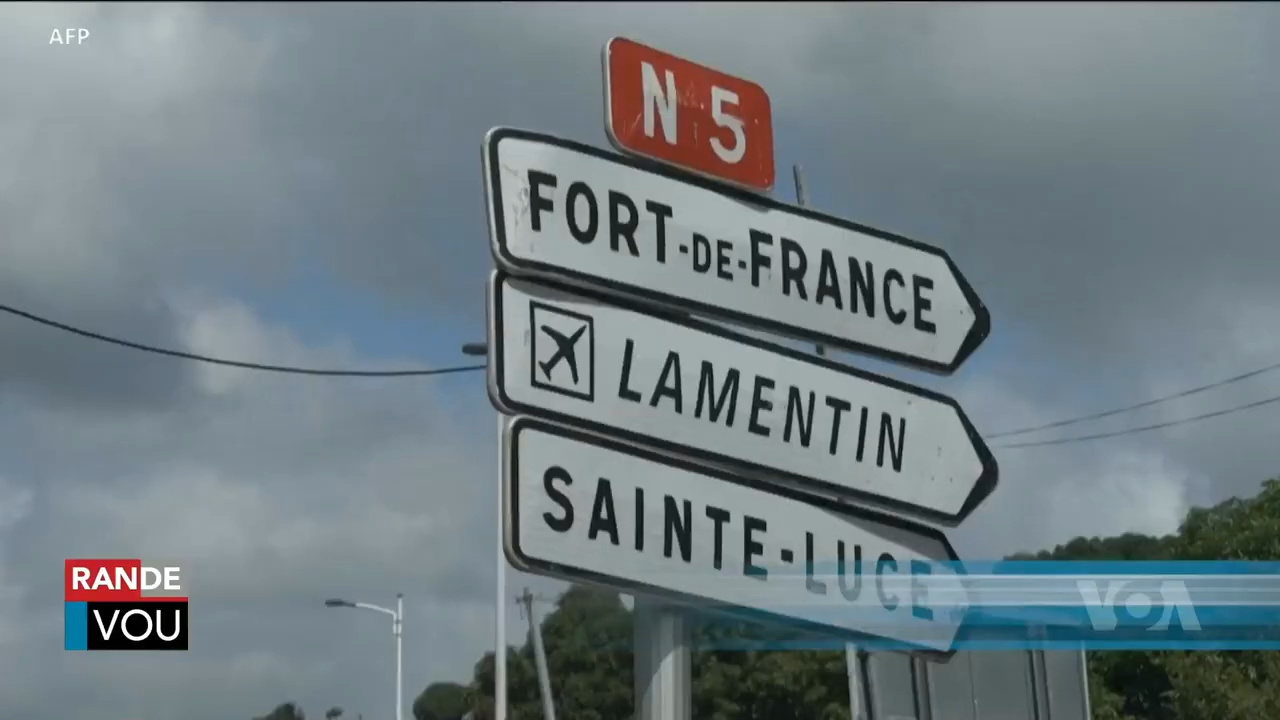 AFP
N 5
FORT-DE-FRANCE
LAMENTIN
SAINTE-LUCE
RANDE
VOU
VOA